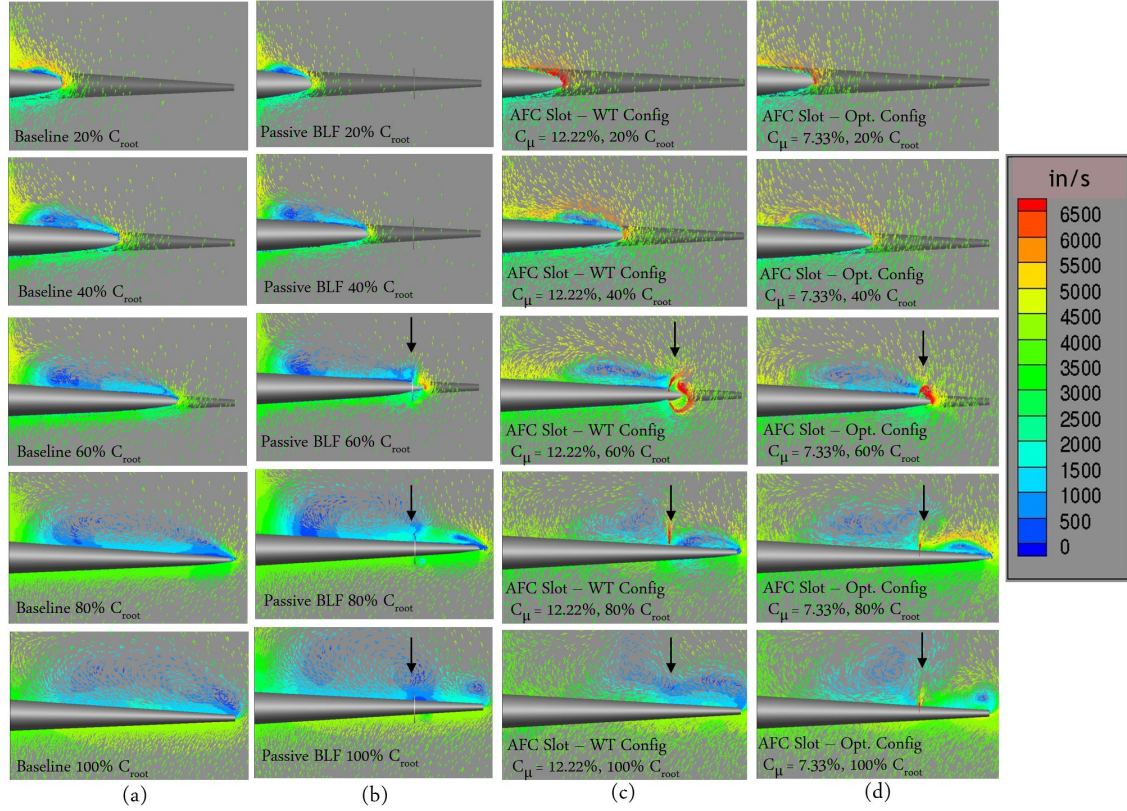 Baseline 20% C_root
Passive BLF 20% C_root
AFC Slot – WT Config
C_μ = 12.22%, 20% C_root
AFC Slot – Opt. Config
C_μ = 7.33%, 20% C_root
Baseline 40% C_root
Passive BLF 40% C_root
AFC Slot – WT Config
C_μ = 12.22%, 40% C_root
AFC Slot – Opt. Config
C_μ = 7.33%, 40% C_root
Baseline 60% C_root
Passive BLF 60% C_root
AFC Slot – WT Config
C_μ = 12.22%, 60% C_root
AFC Slot – Opt. Config
C_μ = 7.33%, 60% C_root
Baseline 80% C_root
Passive BLF 80% C_root
AFC Slot – WT Config
C_μ = 12.22%, 80% C_root
AFC Slot – Opt. Config
C_μ = 7.33%, 80% C_root
Baseline 100% C_root
Passive BLF 100% C_root
AFC Slot – WT Config
C_μ = 12.22%, 100% C_root
AFC Slot – Opt. Config
C_μ = 7.33%, 100% C_root
(a)
(b)
(c)
(d)
in/s
6500
6000
5500
5000
4500
4000
3500
3000
2500
2000
1500
1000
500
0